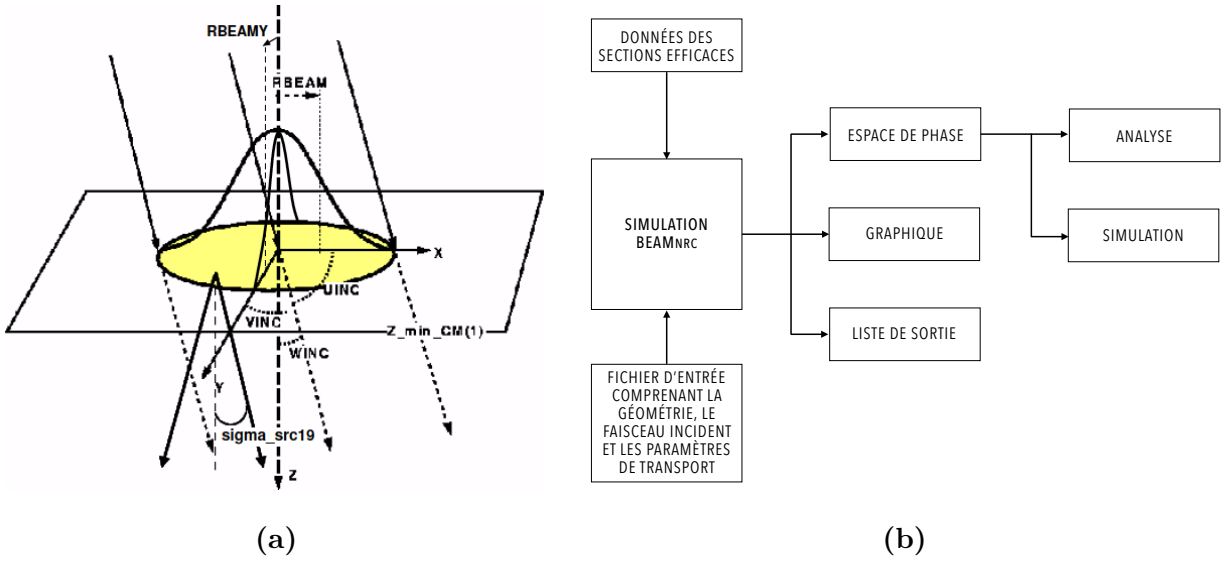 RBEAMY
RBEAM
X
UINC
VINC
Z_min_CM(1)
WINC
Y
sigma_src19
Z
(a)
DONNÉES DES
SECTIONS EFFICACES
SIMULATION
BEAMNRC
FICHIER D'ENTRÉE
COMPRENANT LA
GÉOMÉTRIE, LE
FAISCEAU INCIDENT
ET LES PARAMÈTRES
DE TRANSPORT
ESPACE DE PHASE
GRAPHIQUE
LISTE DE SORTIE
ANALYSE
SIMULATION
(b)